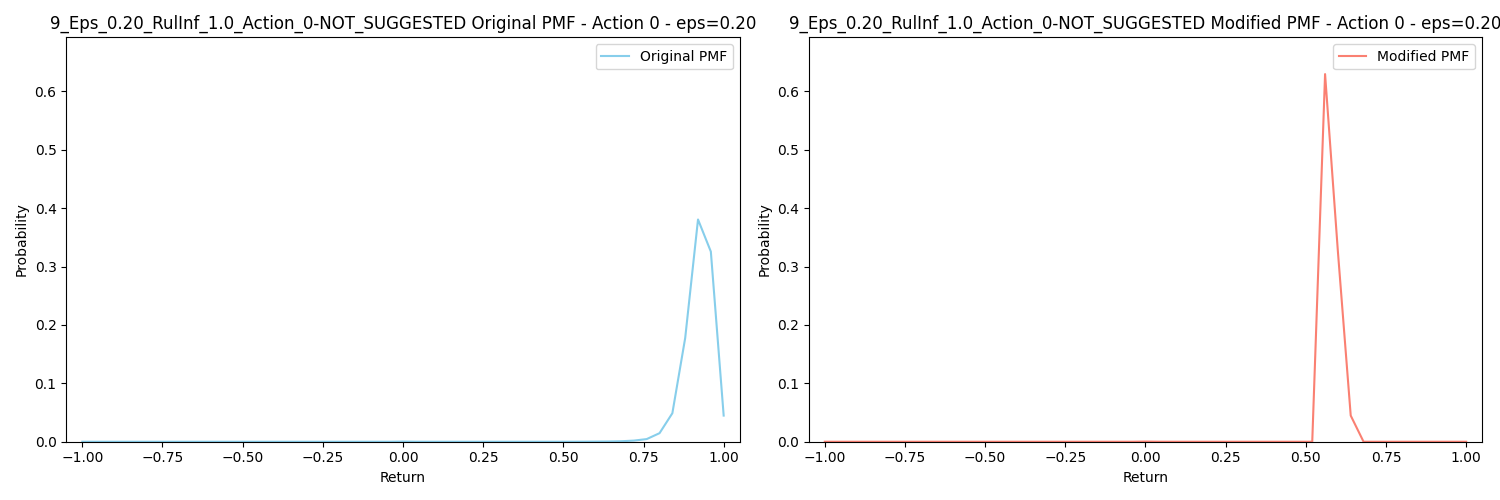 9_Eps_0.20_RulInf_1.0_Action_0-NOT_SUGGESTED Original PMF - Action 0 - eps=0.20
Original PMF
Probability
0.6
0.5
0.4
0.3
0.2
0.1
0.0
−1.00 −0.75 −0.50 −0.25 0.00 0.25 0.50 0.75 1.00
Return
9_Eps_0.20_RulInf_1.0_Action_0-NOT_SUGGESTED Modified PMF - Action 0 - eps=0.20
Modified PMF
Probability
0.6
0.5
0.4
0.3
0.2
0.1
0.0
−1.00 −0.75 −0.50 −0.25 0.00 0.25 0.50 0.75 1.00
Return